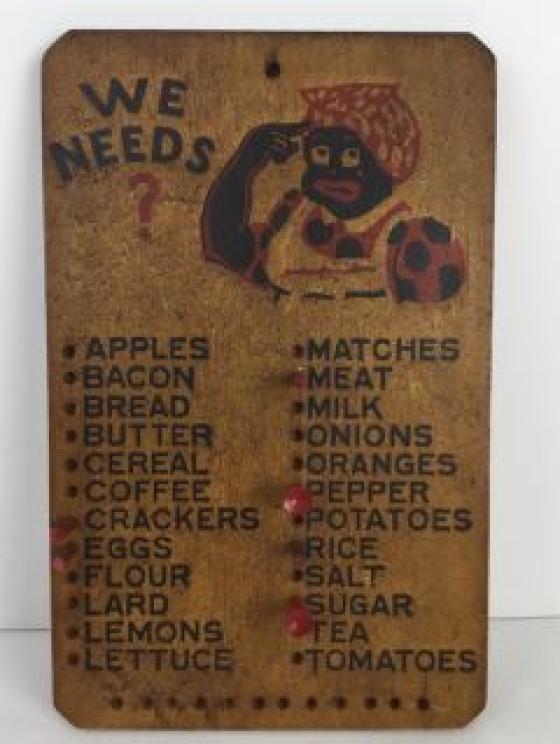 WE
NEEDS
?
APPLES
BACON
BREAD
BUTTER
CEREAL
COFFEE
CRACKERS
EGGS
FLOUR
LARD
LEMONS
LETTUCE
MATCHES
MEAT
MILK
ONIONS
ORANGES
PEPPER
POTATOES
RICE
SALT
SUGAR
TEA
TOMATOES